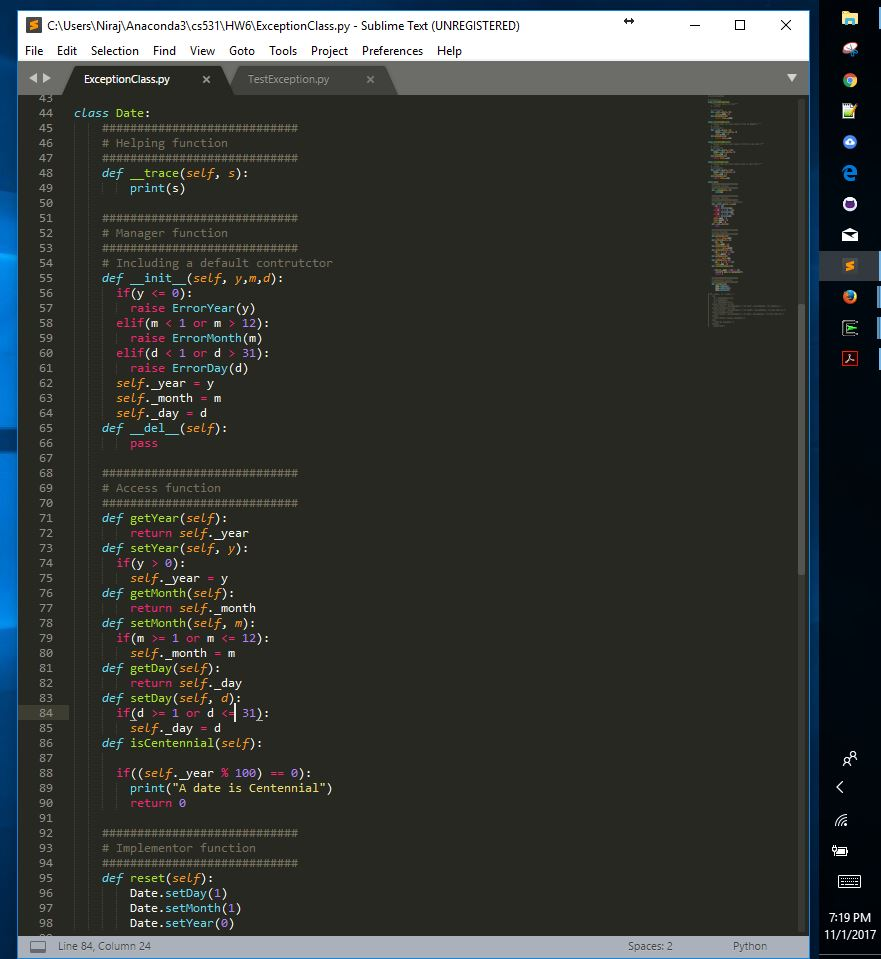 C:\Users\Niraj\Anaconda3\cs531\HW6\ExceptionClass.py - Sublime Text (UNREGISTERED)
File Edit Selection Find View Goto Tools Project Preferences Help
ExceptionClass.py TestException.py
43
44 class Date:
45 ############################
46 # Helping function
47 ############################
48 def __trace(self, s):
49 print(s)
50
51 ############################
52 # Manager function
53 ############################
54 # Including a default contrutctor
55 def __init__(self, y,m,d):
56 if(y <= 0):
57 raise ErrorYear(y)
58 elif(m < 1 or m > 12):
59 raise ErrorMonth(m)
60 elif(d < 1 or d > 31):
61 raise ErrorDay(d)
62 self._year = y
63 self._month = m
64 self._day = d
65 def __del__(self):
66 pass
67
68 ############################
69 # Access function
70 ############################
71 def getYear(self):
72 return self._year
73 def setYear(self, y):
74 if(y > 0):
75 self._year = y
76 def getMonth(self):
77 return self._month
78 def setMonth(self, m):
79 if(m >= 1 or m <= 12):
80 self._month = m
81 def getDay(self):
82 return self._day
83 def setDay(self, d):
84 if(d >= 1 or d <= 31):
85 self._day = d
86 def isCentennial(self):
87
88 if((self._year % 100) == 0):
89 print("A date is Centennial")
90 return 0
91
92 ############################
93 # Implementor function
94 ############################
95 def reset(self):
96 Date.setDay(1)
97 Date.setMonth(1)
98 Date.setYear(0)
Line 84, Column 24 Spaces: 2 Python
7:19 PM
11/1/2017